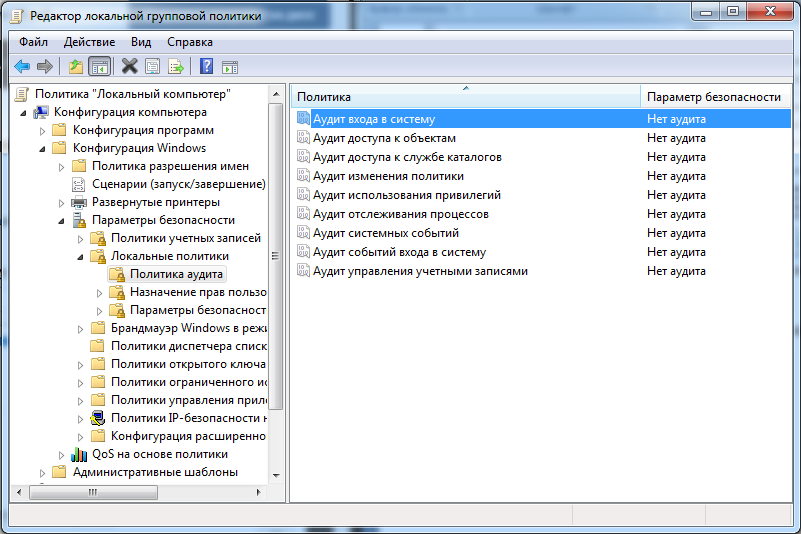 Редактор локальной групповой политики
Файл Действие Вид Справка
Политика "Локальный компьютер"
Конфигурация компьютера
Конфигурация программ
Конфигурация Windows
Политика разрешения имен
Сценарии (запуск/завершение)
Развернутые принтеры
Параметры безопасности
Политики учетных записей
Локальные политики
Политика аудита
Назначение прав пользо
Параметры безопасност
Брандмауэр Windows в режи
Политики диспетчера списк
Политики открытого ключа
Политики ограниченного ис
Политики управления прило
Политики IP-безопасности н
Конфигурация расширенно
QoS на основе политики
Административные шаблоны
Политика Параметр безопасности
Аудит входа в систему Нет аудита
Аудит доступа к объектам Нет аудита
Аудит доступа к службе каталогов Нет аудита
Аудит изменения политики Нет аудита
Аудит использования привилегий Нет аудита
Аудит отслеживания процессов Нет аудита
Аудит системных событий Нет аудита
Аудит событий входа в систему Нет аудита
Аудит управления учетными записями Нет аудита